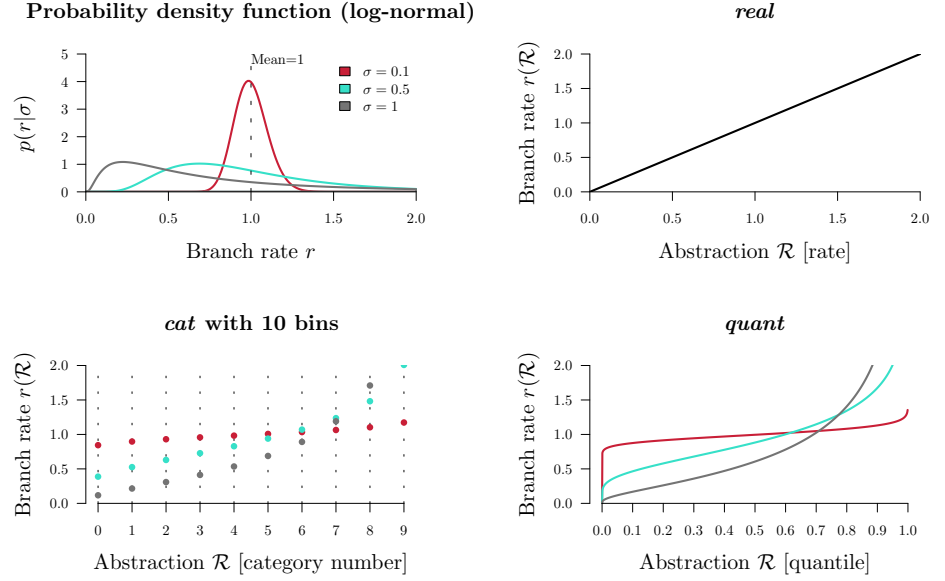 Probability density function (log-normal)
5
4
3
2
1
0
p(r|σ)
Mean=1
σ = 0.1
σ = 0.5
σ = 1
0.0 0.5 1.0 1.5 2.0
Branch rate r
real
2.0
1.5
1.0
0.5
0.0
Branch rate r(ℛ)
0.0 0.5 1.0 1.5 2.0
Abstraction ℛ [rate]
cat with 10 bins
2.0
1.5
1.0
0.5
0.0
Branch rate r(ℛ)
0 1 2 3 4 5 6 7 8 9
Abstraction ℛ [category number]
quant
2.0
1.5
1.0
0.5
0.0
Branch rate r(ℛ)
0.0 0.1 0.2 0.3 0.4 0.5 0.6 0.7 0.8 0.9 1.0
Abstraction ℛ [quantile]